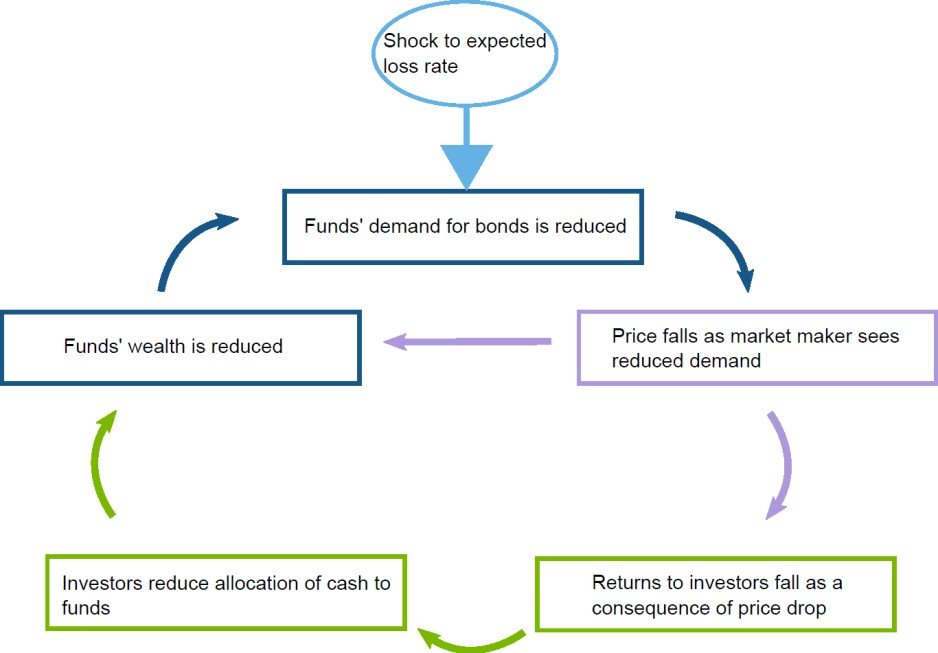 Shock to expected
loss rate
Funds' demand for bonds is reduced
Funds' wealth is reduced
Price falls as market maker sees
reduced demand
Investors reduce allocation of cash to
funds
Returns to investors fall as a
consequence of price drop